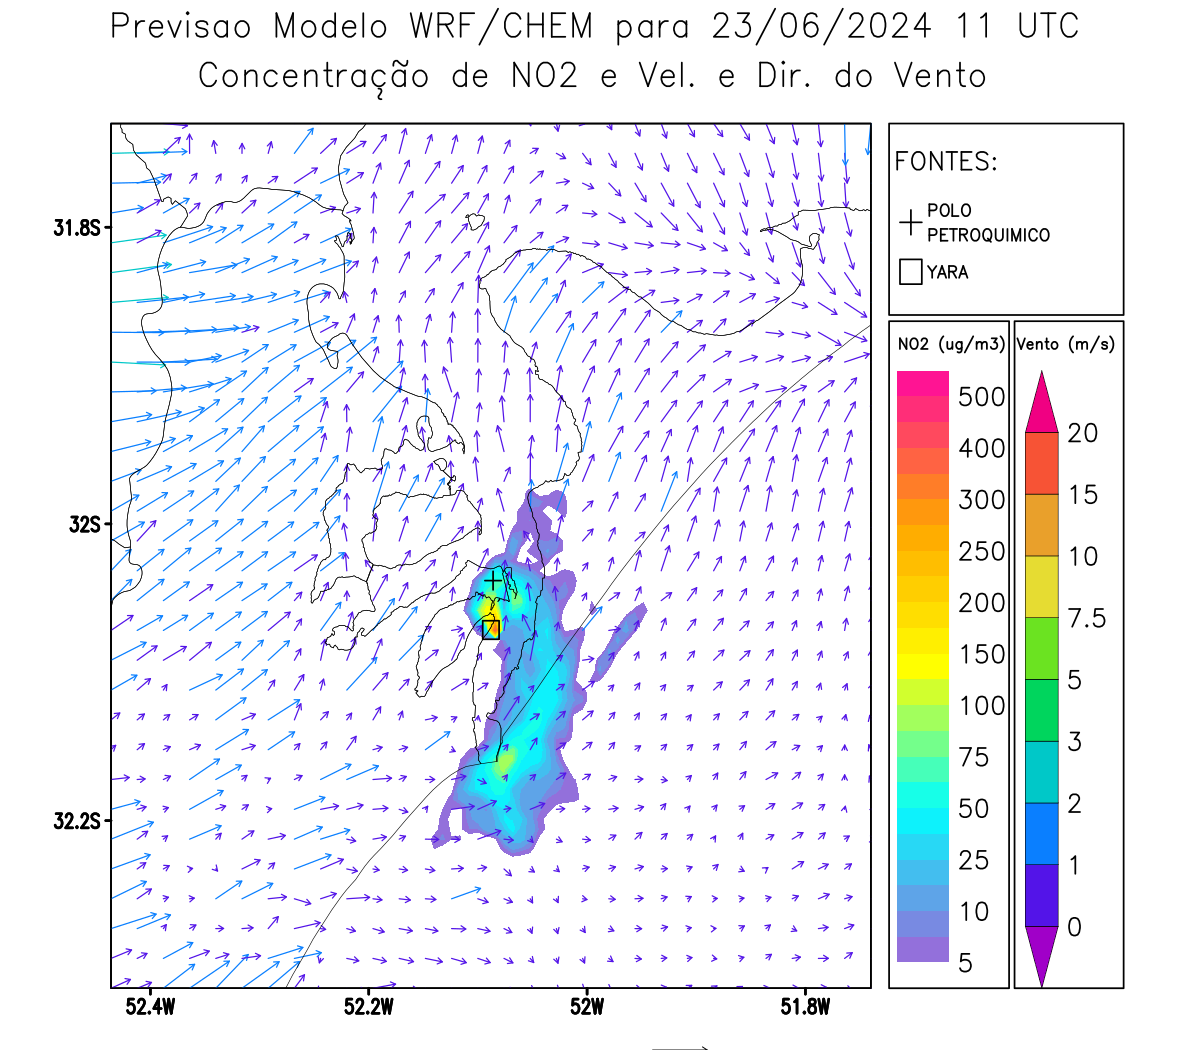 Previsao Modelo WRF/CHEM para 23/06/2024 11 UTC
Concentração de NO2 e Vel. e Dir. do Vento
FONTES:
POLO
PETROQUIMICO
YARA
NO2 (ug/m3)
500
400
300
250
200
150
100
75
50
25
10
5
Vento (m/s)
20
15
10
7.5
5
3
2
1
0
31.8S
32S
32.2S
52.4W
52.2W
52W
51.8W